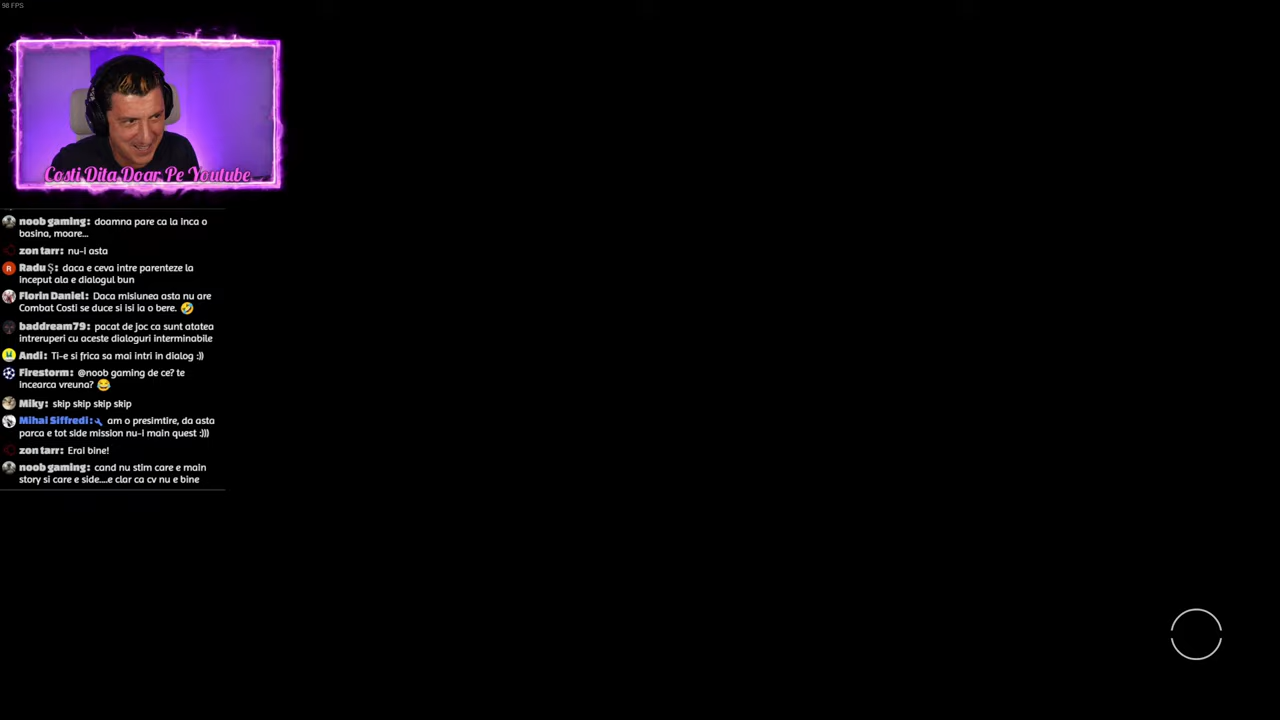 98 FPS
Costi Dita Doar Pe Youtube
noob gaming: doamna pare ca la inca o
basina, moare...
zon tarr: nu-i asta
Radu Ș: daca e ceva intre parenteze la
inceput ala e dialogul bun
Florin Daniel: Daca misiunea asta nu are
Combat Costi se duce si isi ia o bere. 🤣
baddream79: pacat de joc ca sunt atatea
intreruperi cu aceste dialoguri interminabile
Andi: Ti-e si frica sa mai intri in dialog :))
Firestorm: @noob gaming de ce? te
incearca vreuna? 😂
Miky: skip skip skip skip
Mihai Siffredi: am o presimtire, da asta
parca e tot side mission nu-i main quest :)))
zon tarr: Erai bine!
noob gaming: cand nu stim care e main
story si care e side....e clar ca cv nu e bine